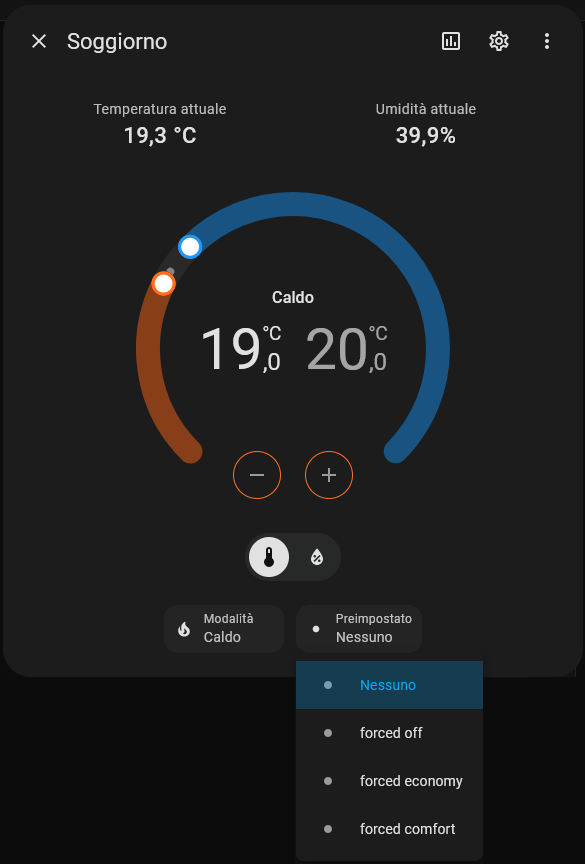 Soggiorno
Temperatura attuale
19,3 °C
Umidità attuale
39,9%
Caldo
19,0 °C
20,0 °C
Modalità
Caldo
Preimpostato
Nessuno
Nessuno
forced off
forced economy
forced comfort